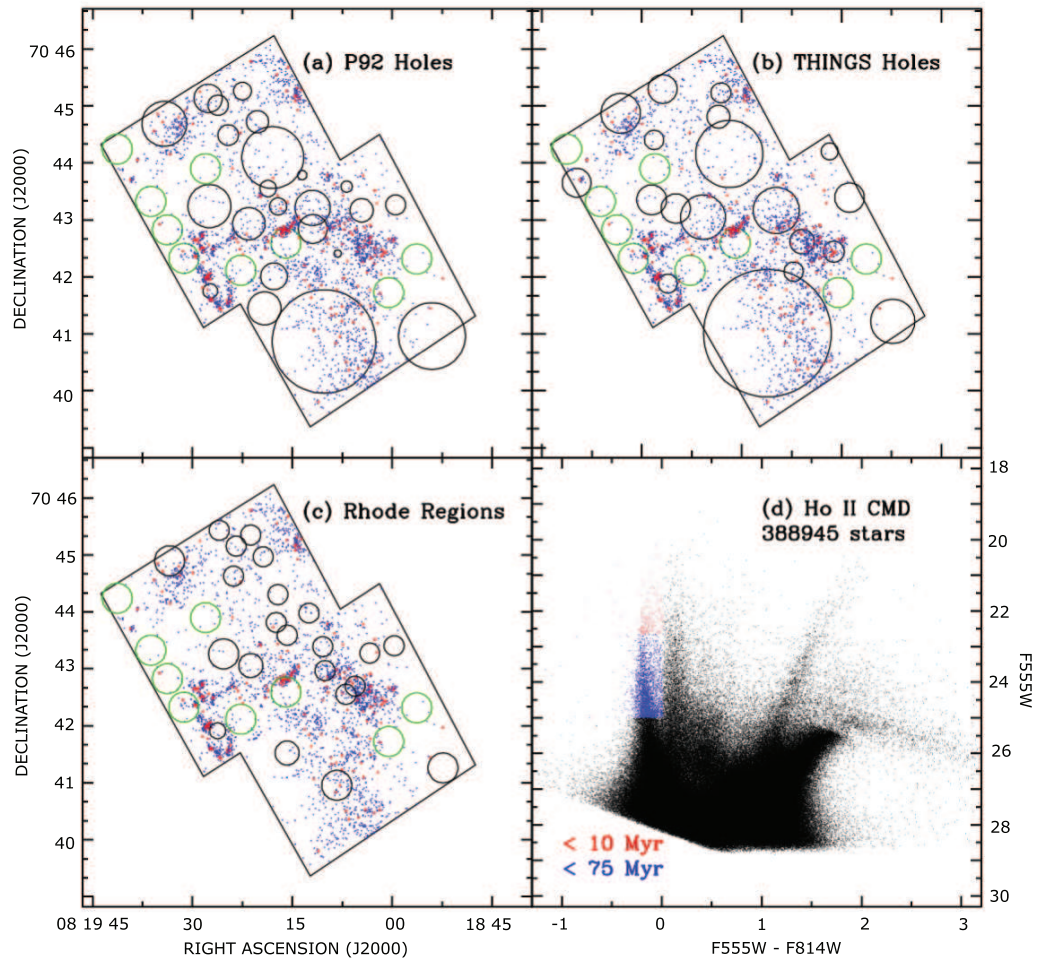 (a) P92 Holes
(b) THINGS Holes
70 46
45
44
43
42
41
40
DECLINATION (J2000)
(c) Rhode Regions
(d) Ho II CMD
388945 stars
70 46
45
44
43
42
41
40
DECLINATION (J2000)
18
20
22
24
26
28
30
F555W
< 10 Myr
< 75 Myr
08 19 45
30
15
00
18 45
RIGHT ASCENSION (J2000)
-1
0
1
2
3
F555W - F814W